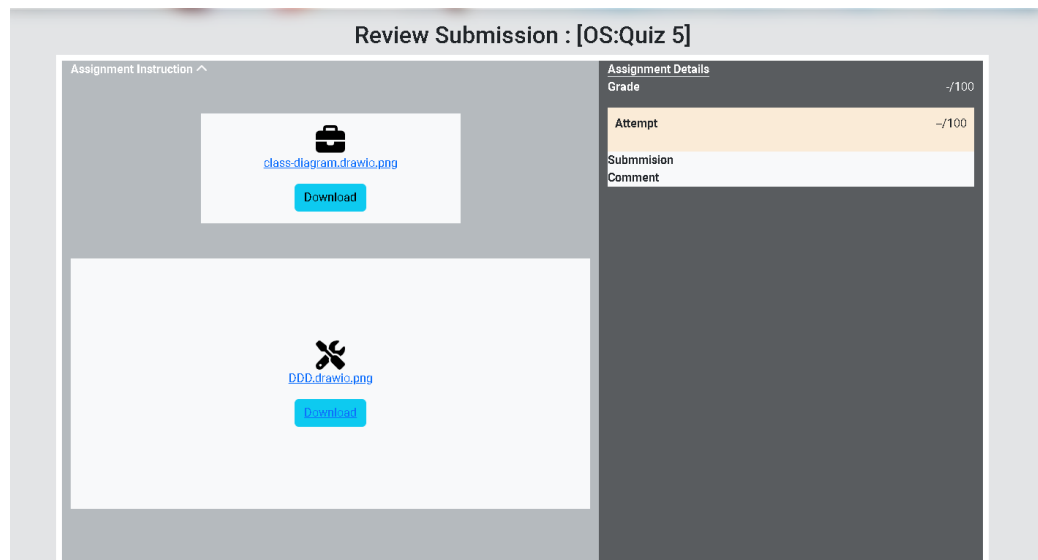 Review Submission : [OS:Quiz 5]
Assignment Instruction
class-diagram.drawio.png
Download
DDD.drawio.png
Download
Assignment Details
Grade -/100
Attempt –/100
Submmision
Comment